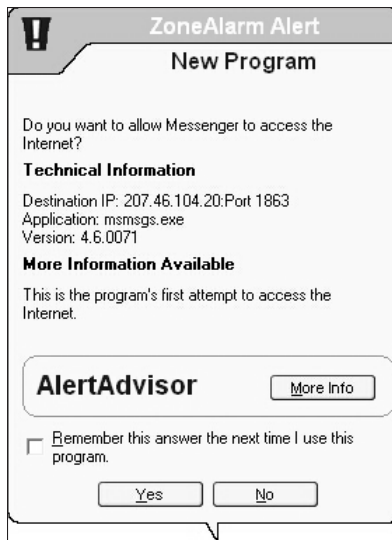 ZoneAlarm Alert
New Program
Do you want to allow Messenger to access the
Internet?
Technical Information
Destination IP: 207.46.104.20:Port 1863
Application: msmsgs.exe
Version: 4.6.0071
More Information Available
This is the program's first attempt to access the
Internet.
AlertAdvisor
More Info
Remember this answer the next time I use this
program.
Yes
No